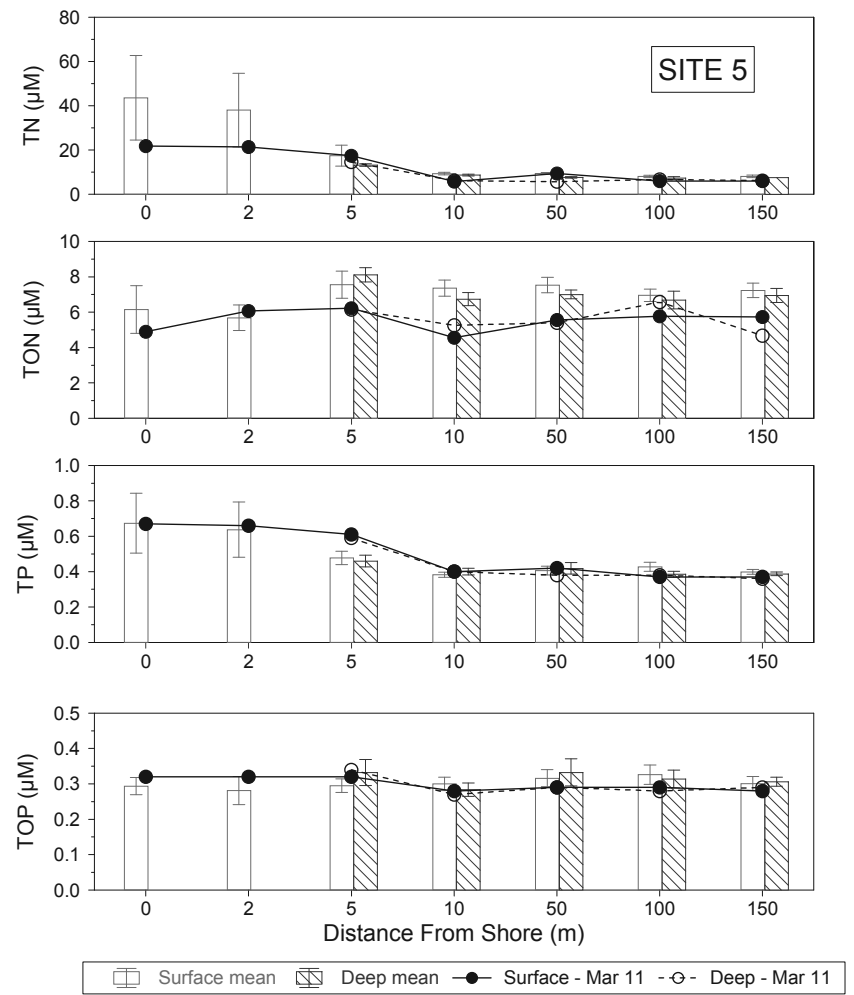 80
60
40
20
0
TN (µM)
SITE 5
0 2 5 10 50 100 150
10
8
6
4
2
0
TON (µM)
0 2 5 10 50 100 150
1.0
0.8
0.6
0.4
0.2
0.0
TP (µM)
0 2 5 10 50 100 150
0.5
0.4
0.3
0.2
0.1
0.0
TOP (µM)
0 2 5 10 50 100 150
Distance From Shore (m)
Surface mean Deep mean Surface - Mar 11 Deep - Mar 11